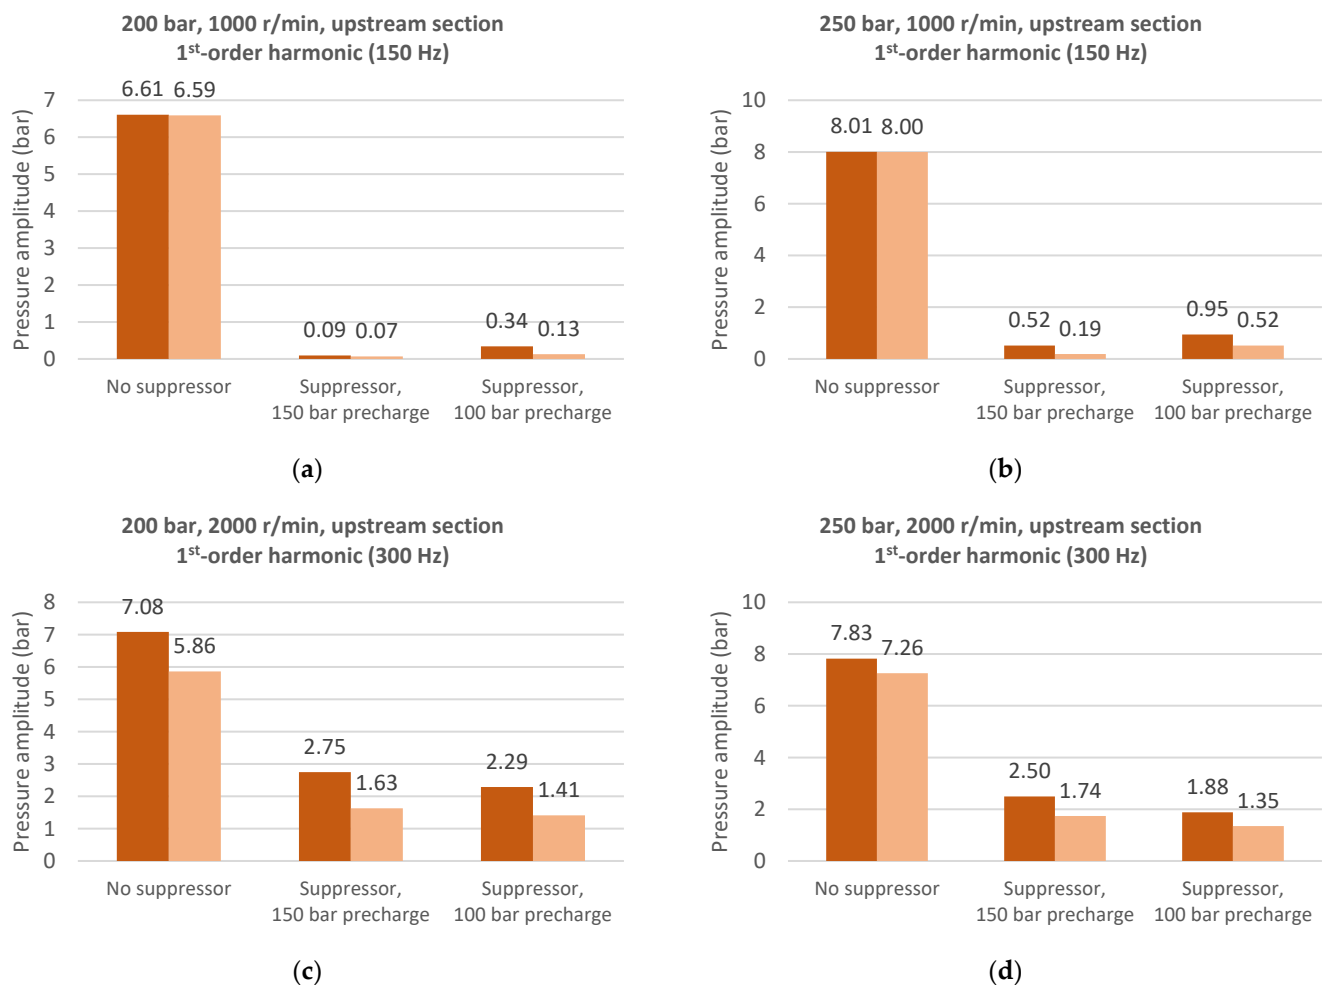 200 bar, 1000 r/min, upstream section
1st-order harmonic (150 Hz)
Pressure amplitude (bar)
7
6
5
4
3
2
1
0
6.61 6.59
0.09 0.07
0.34
0.13
No suppressor
Suppressor,
150 bar precharge
Suppressor,
100 bar precharge
(a)
250 bar, 1000 r/min, upstream section
1st-order harmonic (150 Hz)
Pressure amplitude (bar)
10
8
6
4
2
0
8.01 8.00
0.52
0.19
0.95
0.52
No suppressor
Suppressor,
150 bar precharge
Suppressor,
100 bar precharge
(b)
200 bar, 2000 r/min, upstream section
1st-order harmonic (300 Hz)
Pressure amplitude (bar)
8
7
6
5
4
3
2
1
0
7.08
5.86
2.75
1.63
2.29
1.41
No suppressor
Suppressor,
150 bar precharge
Suppressor,
100 bar precharge
(c)
250 bar, 2000 r/min, upstream section
1st-order harmonic (300 Hz)
Pressure amplitude (bar)
10
8
6
4
2
0
7.83
7.26
2.50
1.74
1.88
1.35
No suppressor
Suppressor,
150 bar precharge
Suppressor,
100 bar precharge
(d)